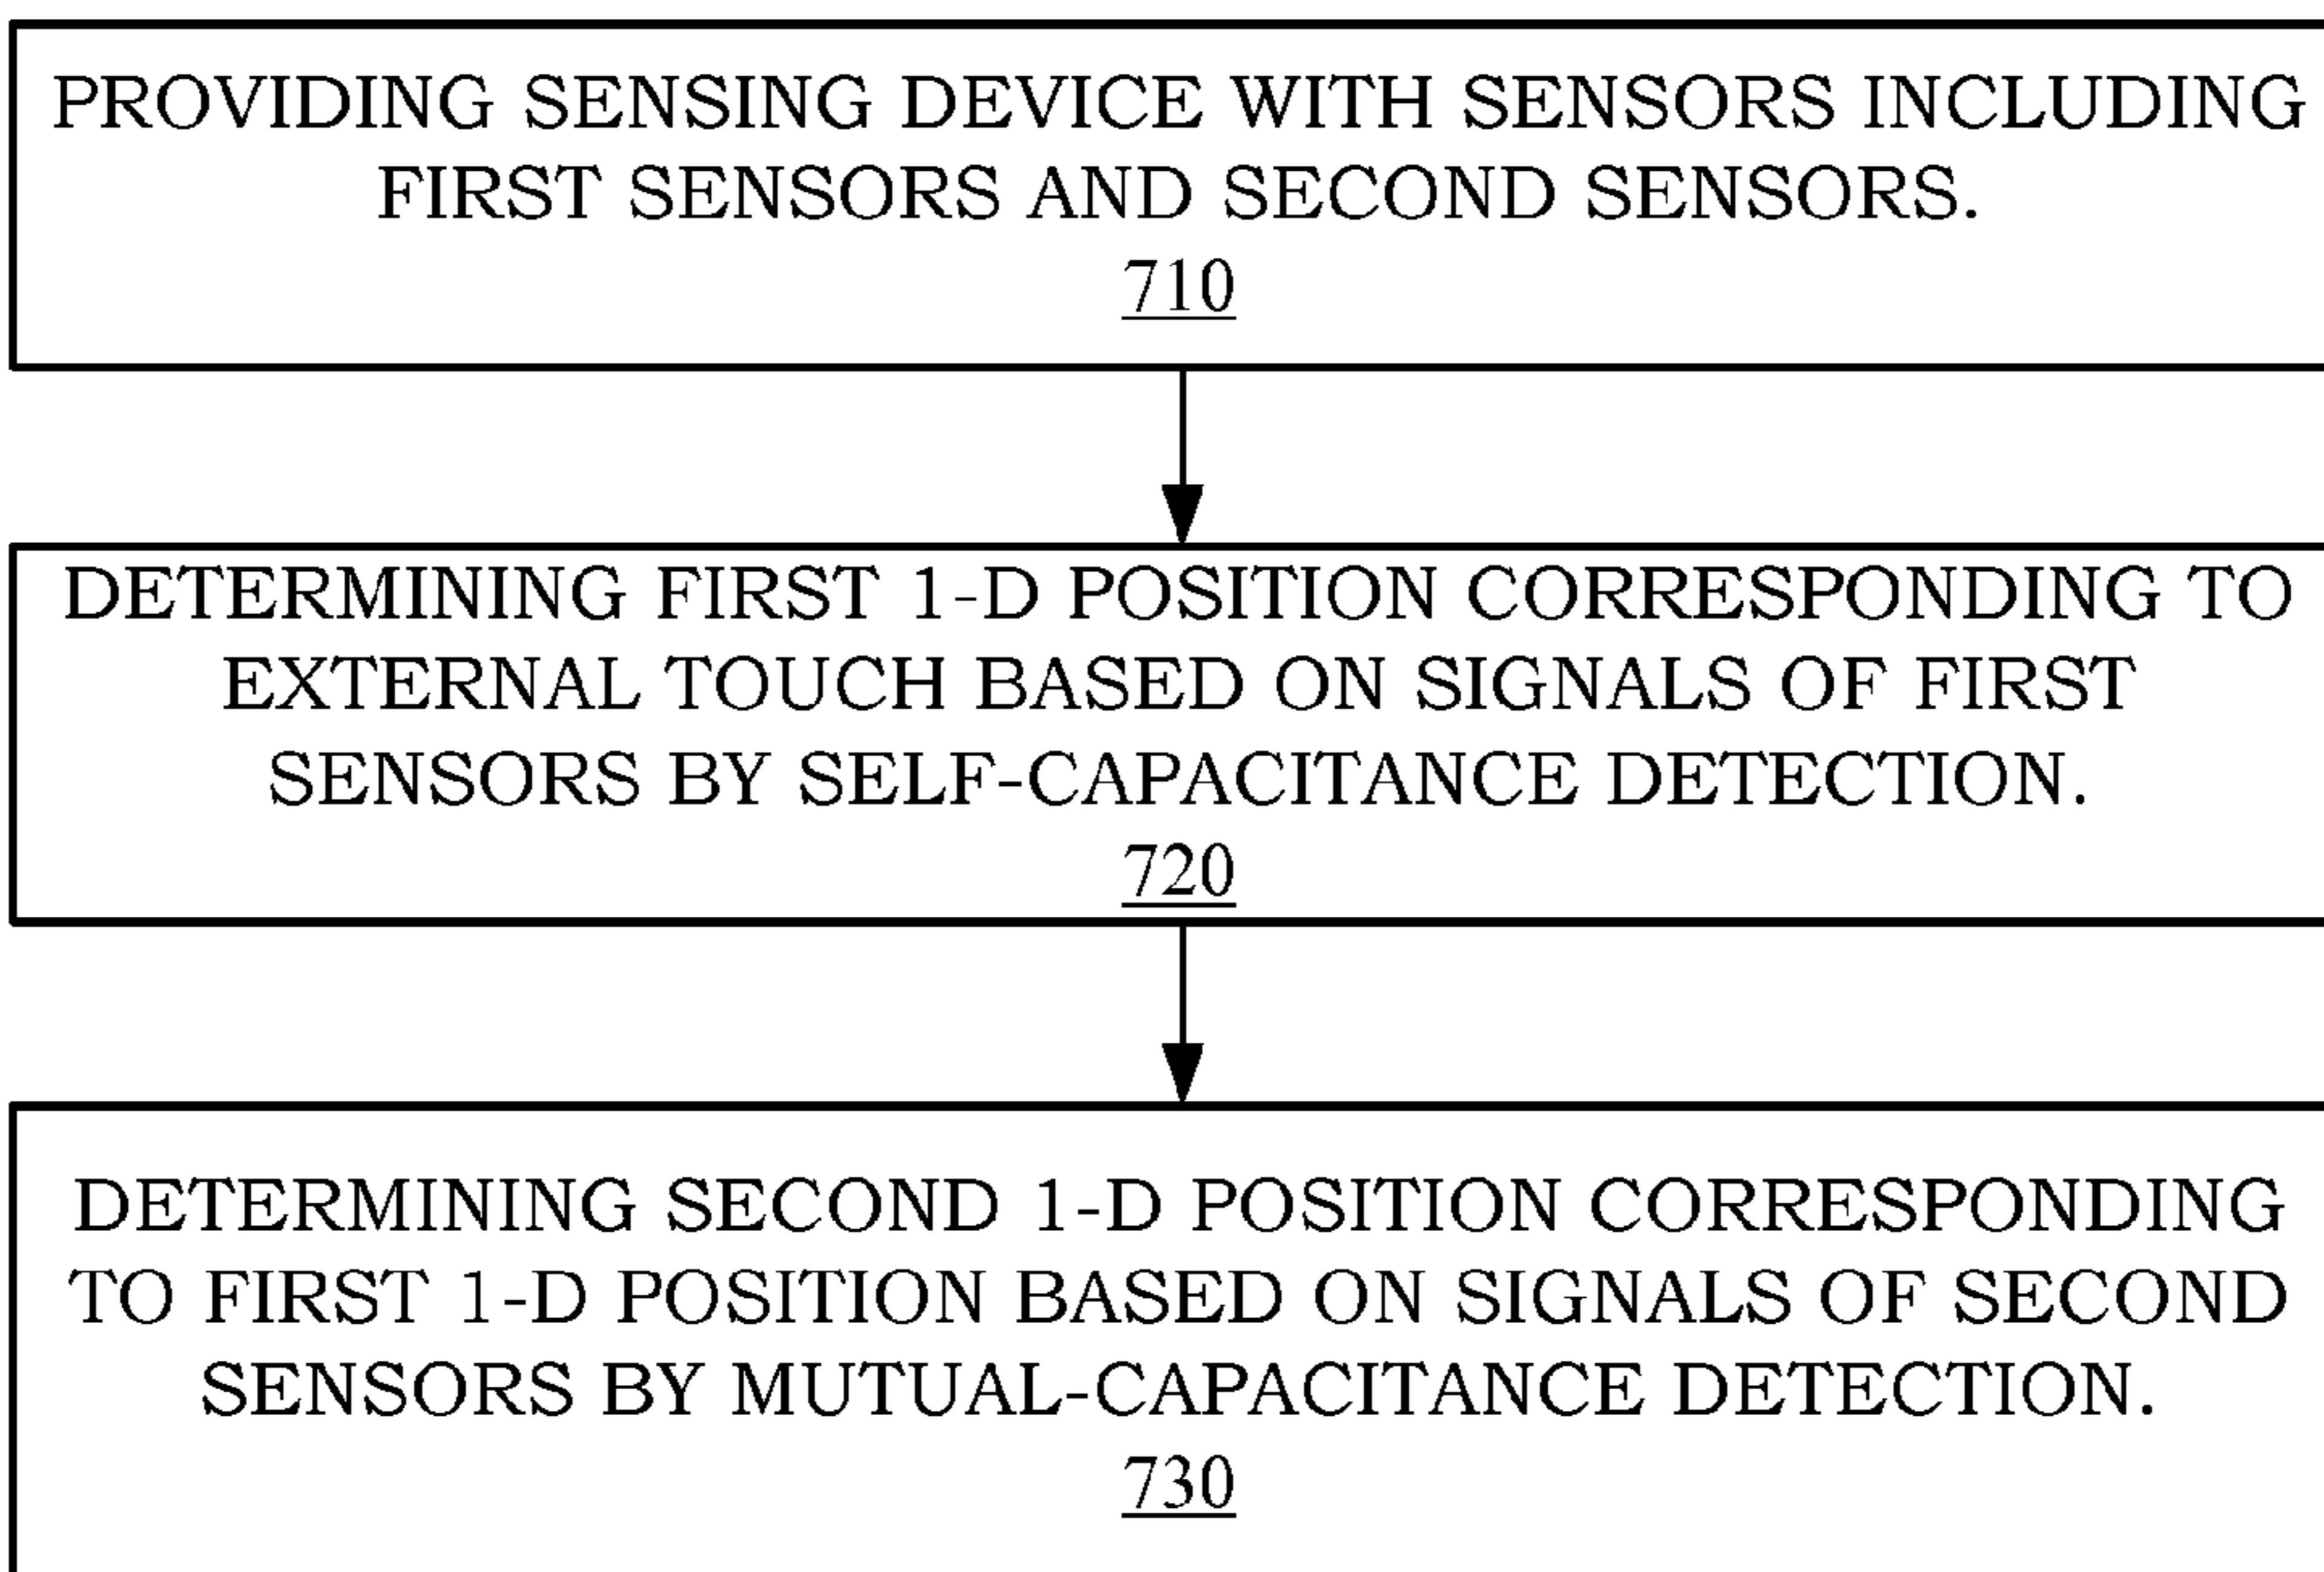 PROVIDING SENSING DEVICE WITH SENSORS INCLUDING
FIRST SENSORS AND SECOND SENSORS.
710
DETERMINING FIRST 1-D POSITION CORRESPONDING TO
EXTERNAL TOUCH BASED ON SIGNALS OF FIRST
SENSORS BY SELF-CAPACITANCE DETECTION.
720
DETERMINING SECOND 1-D POSITION CORRESPONDING
TO FIRST 1-D POSITION BASED ON SIGNALS OF SECOND
SENSORS BY MUTUAL-CAPACITANCE DETECTION.
730